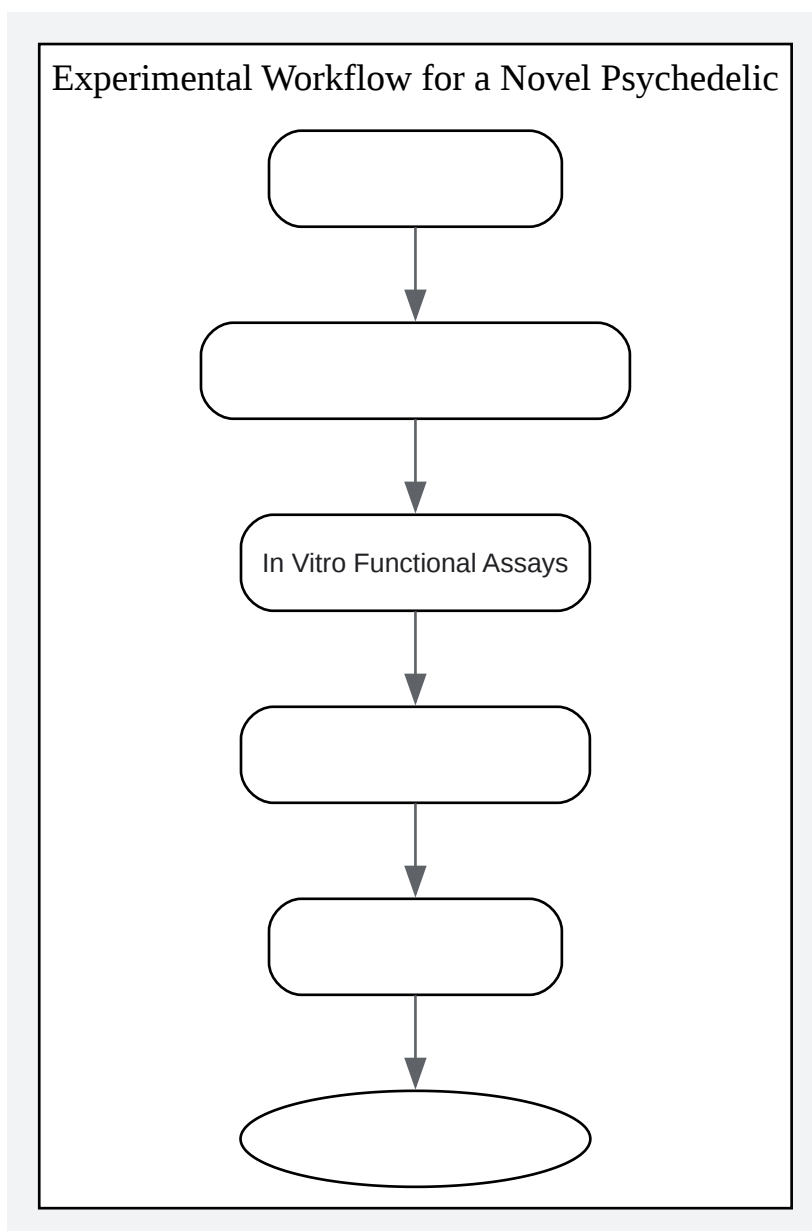 Experimental Workflow for a Novel Psychedelic
In Vitro Functional Assays